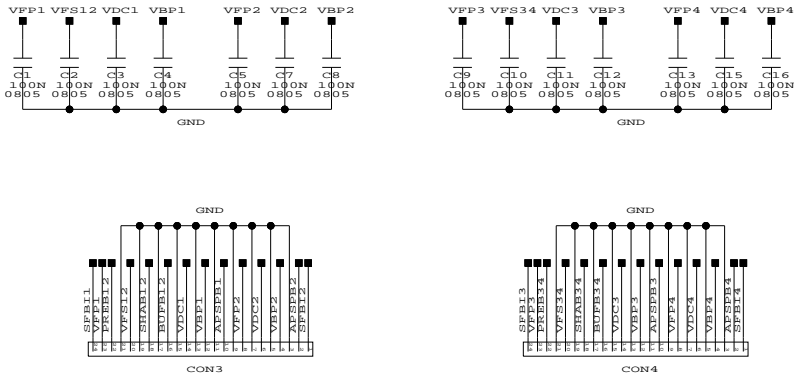 VFP1 VFS12 VDC1 VBP1 VFP2 VDC2 VBP2 VFP3 VFS34 VDC3 VBP3 VFP4 VDC4 VBP4
C1 C2 C3 C4 C5 C7 C8 C9 C10 C11 C12 C13 C15 C16
100N 100N 100N 100N 100N 100N 100N 100N 100N 100N 100N 100N 100N 100N
0805 0805 0805 0805 0805 0805 0805 0805 0805 0805 0805 0805 0805 0805
GND GND
GND GND
SFBI1 VFP1 PREB12 VFS12 SHAB12 BUFB12 VDC1 VBP1 APSPB1 VFP2 VDC2 VBP2 APSPB2 SFBI2
SFBI3 VFP3 PREB34 VFS34 SHAB34 BUFB34 VDC3 VBP3 APSPB3 VFP4 VDC4 VBP4 APSPB4 SFBI4
CON3 CON4